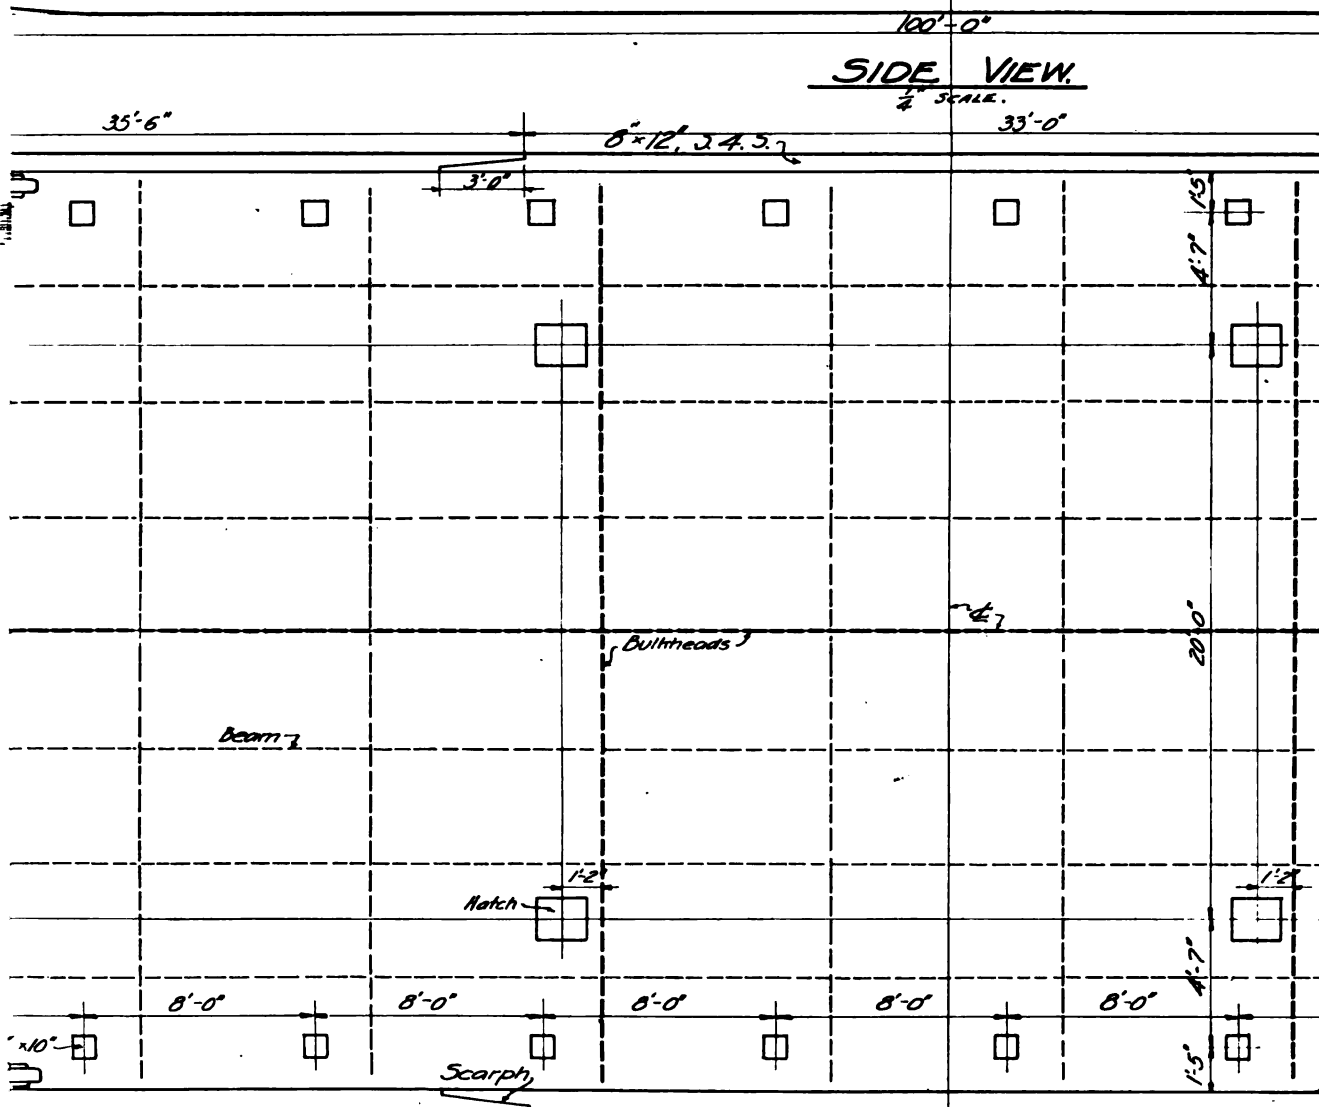 100'-0"
SIDE VIEW.
1/4" SCALE.
35'-6"
33'-0"
8"x12", S.4.S.
3'-0"
1'-5"
4'-7"
20'-0"
℄
Bulkheads
Beam
1'-2"
1'-2"
Hatch
4'-7"
8'-0"
8'-0"
8'-0"
8'-0"
8'-0"
" x10"
1'-5"
Scarph